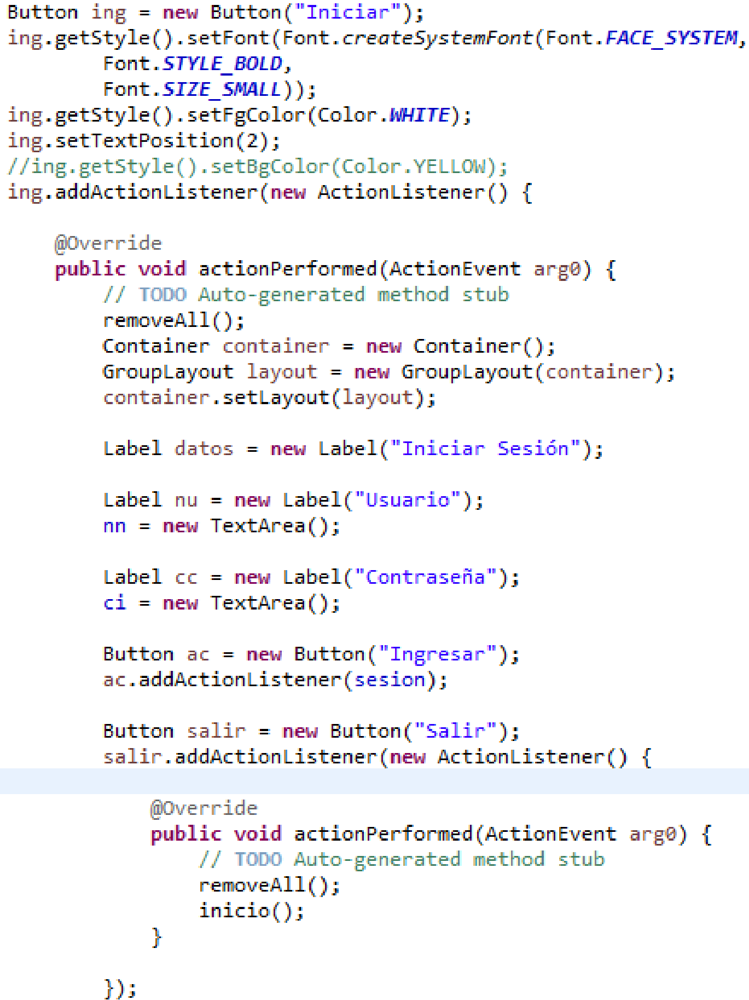 Button ing = new Button("Iniciar");
ing.getStyle().setFont(Font.createSystemFont(Font.FACE_SYSTEM,
Font.STYLE_BOLD,
Font.SIZE_SMALL));
ing.getStyle().setFgColor(Color.WHITE);
ing.setTextPosition(2);
//ing.getStyle().setBgColor(Color.YELLOW);
ing.addActionListener(new ActionListener() {
@Override
public void actionPerformed(ActionEvent arg0) {
// TODO Auto-generated method stub
removeAll();
Container container = new Container();
GroupLayout layout = new GroupLayout(container);
container.setLayout(layout);
Label datos = new Label("Iniciar Sesión");
Label nu = new Label("Usuario");
nn = new TextArea();
Label cc = new Label("Contraseña");
ci = new TextArea();
Button ac = new Button("Ingresar");
ac.addActionListener(sesion);
Button salir = new Button("Salir");
salir.addActionListener(new ActionListener() {
@Override
public void actionPerformed(ActionEvent arg0) {
// TODO Auto-generated method stub
removeAll();
inicio();
}
});